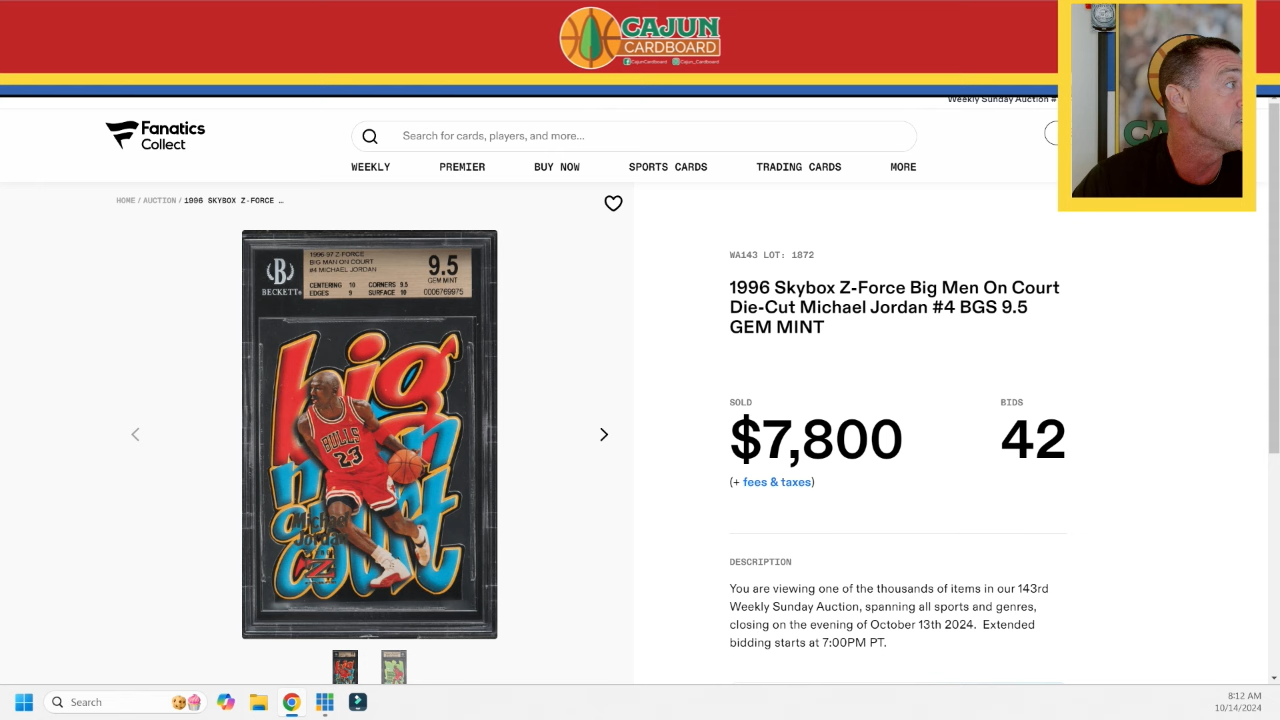 CAJUN
CARDBOARD
CajunCardboard Cajun_Cardboard
Weekly Sunday Auction #
Fanatics
Collect
Search for cards, players, and more...
WEEKLY PREMIER BUY NOW SPORTS CARDS TRADING CARDS MORE
HOME / AUCTION / 1996 SKYBOX Z-FORCE …
1996-97 Z-FORCE
BIG MAN ON COURT
#4 MICHAEL JORDAN
9.5
GEM MINT
BECKETT
CENTERING 10 CORNERS 9.5
EDGES 9 SURFACE 10
0006769975
big
man
on
court
BULLS
23
Michael
Jordan
Z
WA143 LOT: 1872
1996 Skybox Z-Force Big Men On Court
Die-Cut Michael Jordan #4 BGS 9.5
GEM MINT
SOLD
$7,800
BIDS
42
(+ fees & taxes)
DESCRIPTION
You are viewing one of the thousands of items in our 143rd
Weekly Sunday Auction, spanning all sports and genres,
closing on the evening of October 13th 2024. Extended
bidding starts at 7:00PM PT.
Search
8:12 AM
10/14/2024